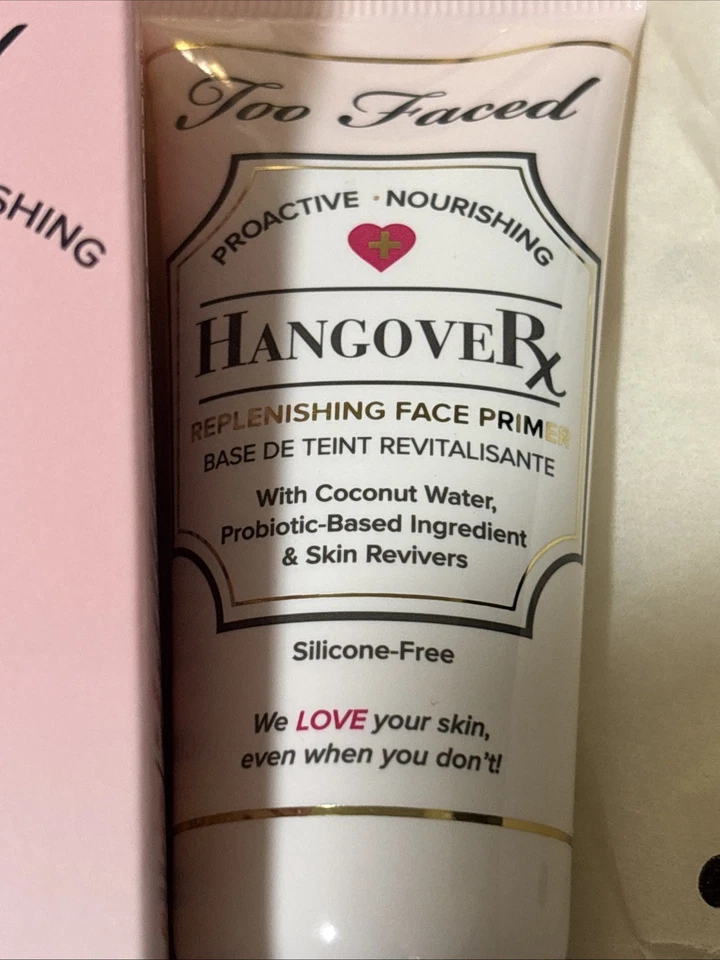 SHING
Too Faced
PROACTIVE · NOURISHING
HANGOVERx
REPLENISHING FACE PRIMER
BASE DE TEINT REVITALISANTE
With Coconut Water,
Probiotic-Based Ingredient
& Skin Revivers
Silicone-Free
We LOVE your skin,
even when you don't!